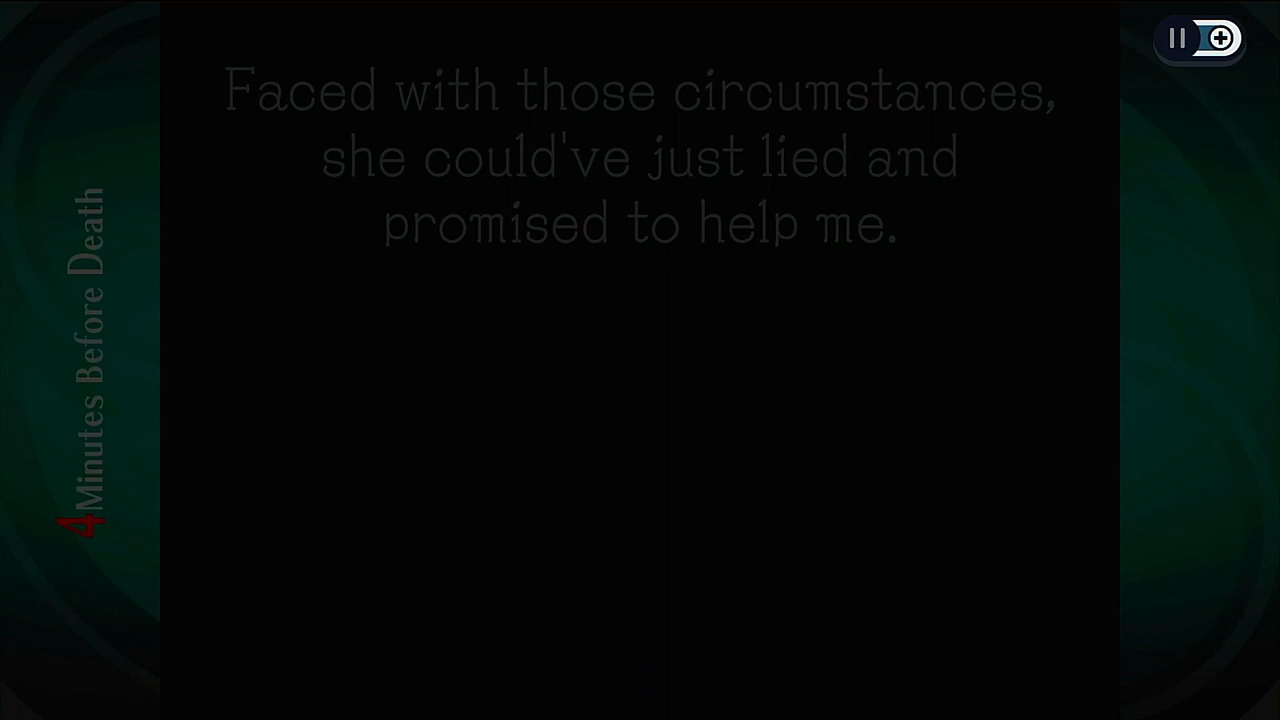 Faced with those circumstances,
she could've just lied and
promised to help me.
4 Minutes Before Death